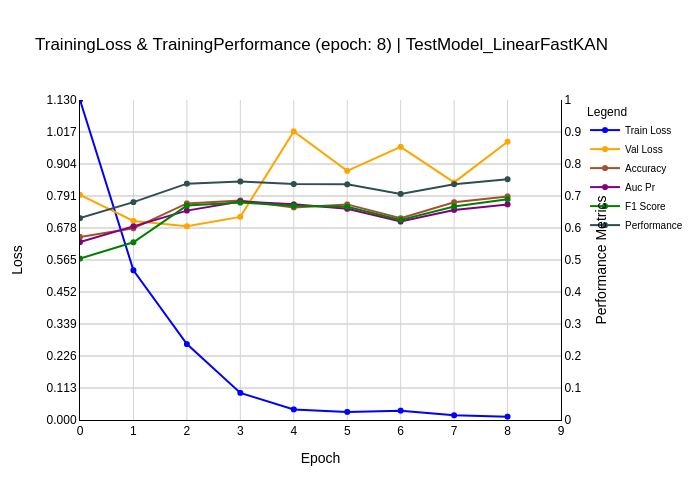 TrainingLoss & TrainingPerformance (epoch: 8) | TestModel_LinearFastKAN
1.130
1.017
0.904
0.791
0.678
0.565
0.452
0.339
0.226
0.113
0.000
Loss
0 1 2 3 4 5 6 7 8 9
Epoch
1
0.9
0.8
0.7
0.6
0.5
0.4
0.3
0.2
0.1
0
Performance Metrics
Legend
Train Loss
Val Loss
Accuracy
Auc Pr
F1 Score
Performance